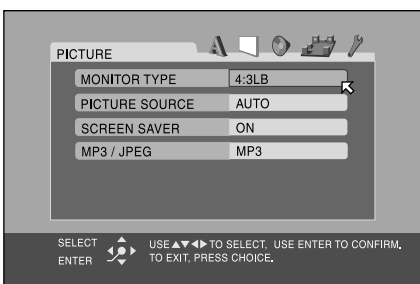 PICTURE
MONITOR TYPE 4:3LB
PICTURE SOURCE AUTO
SCREEN SAVER ON
MP3 / JPEG MP3
SELECT USE▲▼◀▶TO SELECT, USE ENTER TO CONFIRM.
ENTER TO EXIT, PRESS CHOICE.